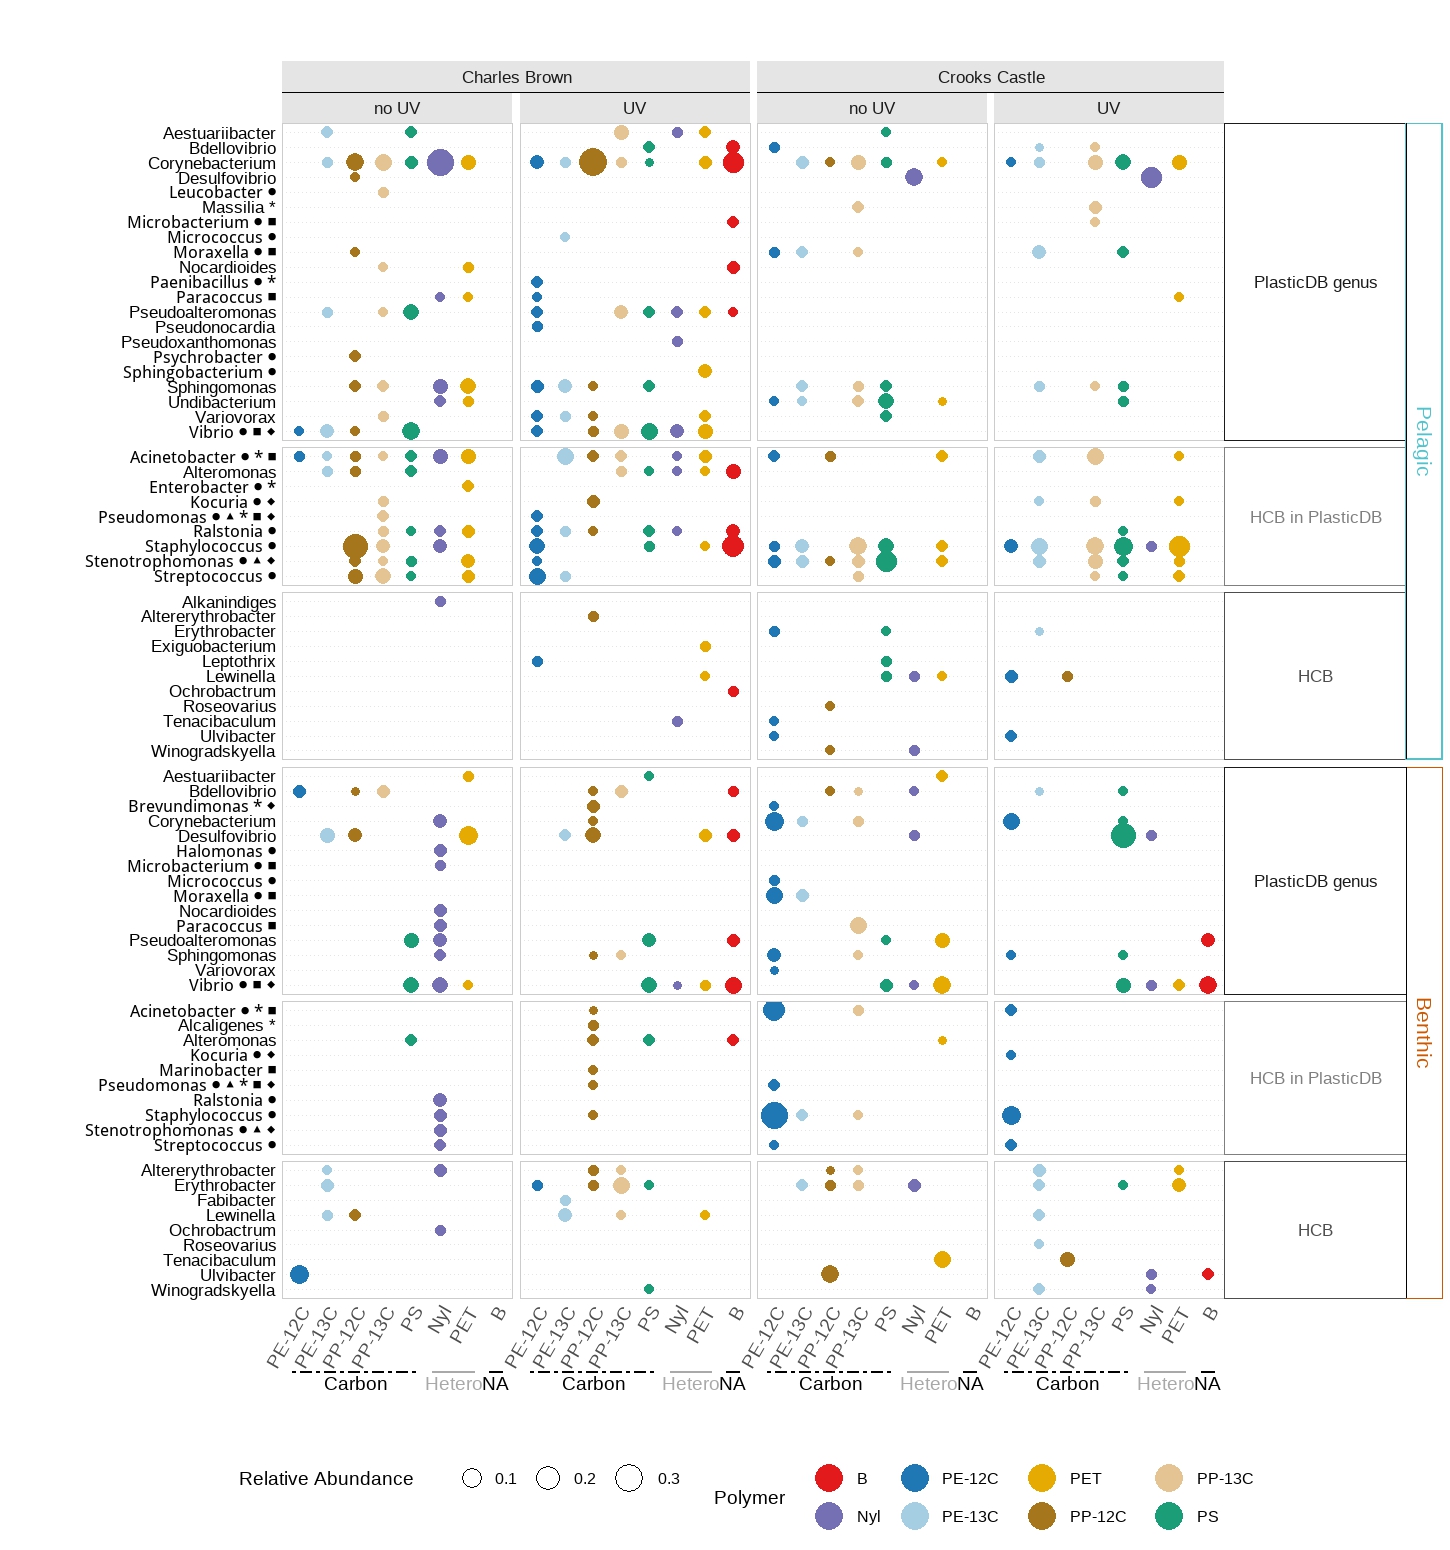 Charles Brown Crooks Castle
no UV UV no UV UV
Aestuariibacter
Bdellovibrio
Corynebacterium
Desulfovibrio
Leucobacter ●
Massilia *
Microbacterium ● ■
Micrococcus ●
Moraxella ● ■
Nocardioides
Paenibacillus ● *
Paracoccus ■
Pseudoalteromonas
Pseudonocardia
Pseudoxanthomonas
Psychrobacter ●
Sphingobacterium ●
Sphingomonas
Undibacterium
Variovorax
Vibrio ● ■ ◆
PlasticDB genus
Acinetobacter ● * ■
Alteromonas
Enterobacter ● *
Kocuria ● ◆
Pseudomonas ● ▲ * ■ ◆
Ralstonia ●
Staphylococcus ●
Stenotrophomonas ● ▲ ◆
Streptococcus ●
HCB in PlasticDB
Alkanindiges
Altererythrobacter
Erythrobacter
Exiguobacterium
Leptothrix
Lewinella
Ochrobactrum
Roseovarius
Tenacibaculum
Ulvibacter
Winogradskyella
HCB
Pelagic
Aestuariibacter
Bdellovibrio
Brevundimonas * ◆
Corynebacterium
Desulfovibrio
Halomonas ●
Microbacterium ● ■
Micrococcus ●
Moraxella ● ■
Nocardioides
Paracoccus ■
Pseudoalteromonas
Sphingomonas
Variovorax
Vibrio ● ■ ◆
PlasticDB genus
Acinetobacter ● * ■
Alcaligenes *
Alteromonas
Kocuria ● ◆
Marinobacter ■
Pseudomonas ● ▲ * ■ ◆
Ralstonia ●
Staphylococcus ●
Stenotrophomonas ● ▲ ◆
Streptococcus ●
HCB in PlasticDB
Altererythrobacter
Erythrobacter
Fabibacter
Lewinella
Ochrobactrum
Roseovarius
Tenacibaculum
Ulvibacter
Winogradskyella
HCB
Benthic
PE-12C PE-13C PP-12C PP-13C PS Nyl PET B PE-12C PE-13C PP-12C PP-13C PS Nyl PET B PE-12C PE-13C PP-12C PP-13C PS Nyl PET B PE-12C PE-13C PP-12C PP-13C PS Nyl PET B
Carbon Hetero NA Carbon Hetero NA Carbon Hetero NA Carbon Hetero NA
Relative Abundance 0.1 0.2 0.3
Polymer
B PE-12C PET PP-13C
Nyl PE-13C PP-12C PS